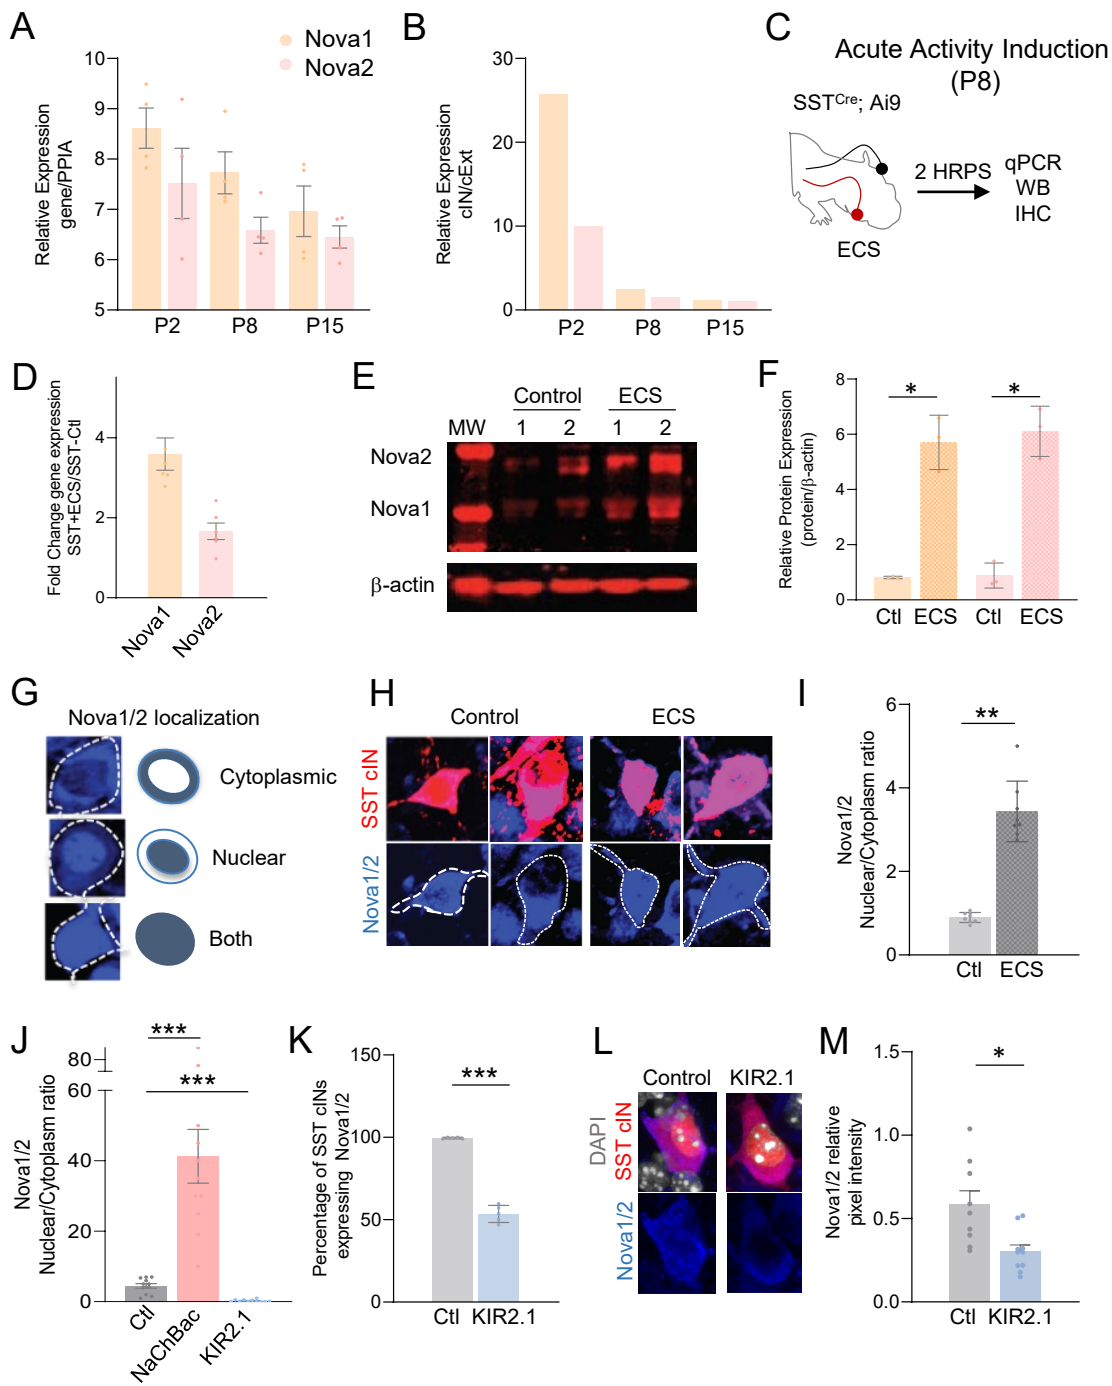 A
Nova1
Nova2
Relative Expression
gene/PPIA
10
9
8
7
6
5
P2
P8
P15
B
Relative Expression
cIN/cExt
30
20
10
0
P2
P8
P15
C
Acute Activity Induction
(P8)
SST^Cre; Ai9
2 HRPS
qPCR
WB
IHC
ECS
D
Fold Change gene expression
SST+ECS/SST-Ctl
4
2
0
Nova1
Nova2
E
Control
ECS
MW
1
2
1
2
Nova2
Nova1
β-actin
F
Relative Protein Expression
(protein/β-actin)
8
6
4
2
0
*
*
Ctl
ECS
Ctl
ECS
G
Nova1/2 localization
Cytoplasmic
Nuclear
Both
H
Control
ECS
SST cIN
Nova1/2
I
Nova1/2
Nuclear/Cytoplasm ratio
6
4
2
0
**
Ctl
ECS
J
Nova1/2
Nuclear/Cytoplasm ratio
80
60
40
20
0
***
***
Ctl
NaChBac
KIR2.1
K
Percentage of SST cINs
expressing Nova1/2
150
100
50
0
***
Ctl
KIR2.1
L
Control
KIR2.1
DAPI
SST cIN
Nova1/2
M
Nova1/2 relative
pixel intensity
1.5
1.0
0.5
0.0
*
Ctl
KIR2.1